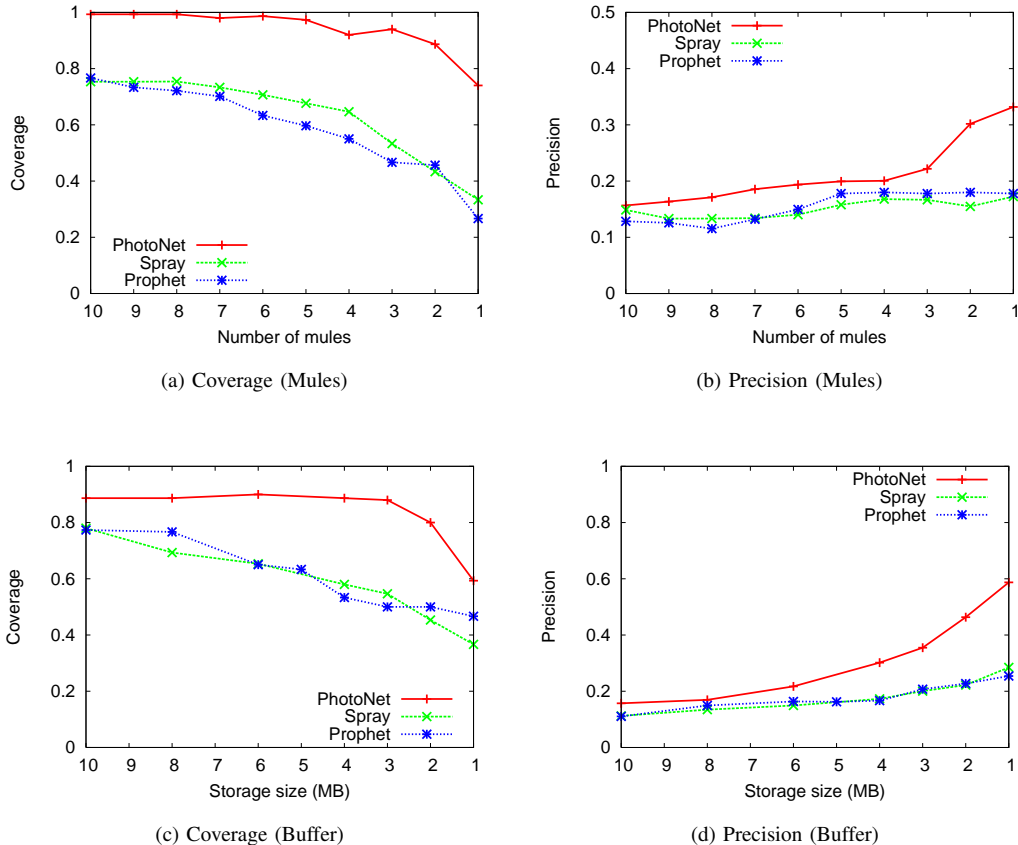 1
0.8
0.6
0.4
0.2
0
Coverage
PhotoNet
Spray
Prophet
10 9 8 7 6 5 4 3 2 1
Number of mules
(a) Coverage (Mules)
0.5
0.4
0.3
0.2
0.1
0
Precision
PhotoNet
Spray
Prophet
10 9 8 7 6 5 4 3 2 1
Number of mules
(b) Precision (Mules)
1
0.8
0.6
0.4
0.2
0
Coverage
PhotoNet
Spray
Prophet
10 9 8 7 6 5 4 3 2 1
Storage size (MB)
(c) Coverage (Buffer)
1
0.8
0.6
0.4
0.2
0
Precision
PhotoNet
Spray
Prophet
10 9 8 7 6 5 4 3 2 1
Storage size (MB)
(d) Precision (Buffer)